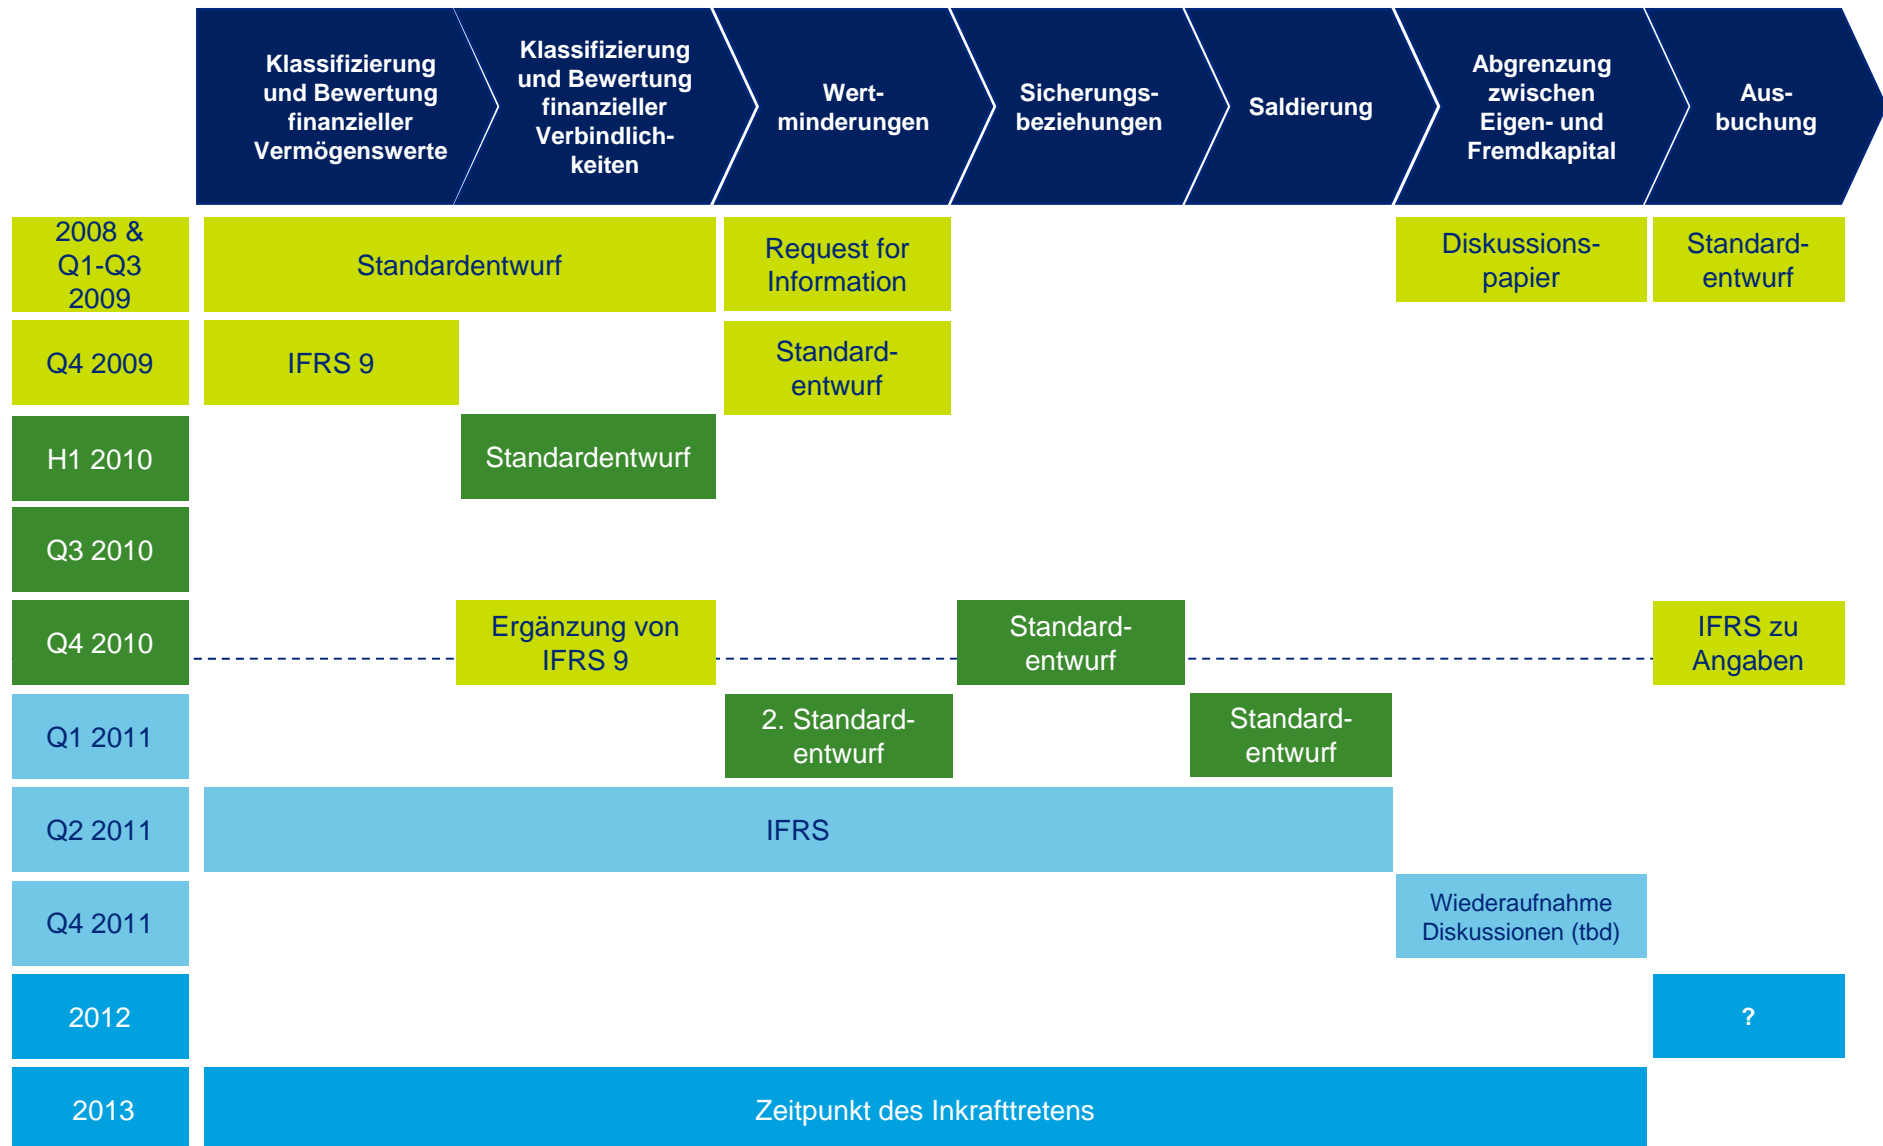 Klassifizierung
und Bewertung
finanzieller
Vermögenswerte
Klassifizierung
und Bewertung
finanzieller
Verbindlich-
keiten
Wert-
minderungen
Sicherungs-
beziehungen
Saldierung
Abgrenzung
zwischen
Eigen- und
Fremdkapital
Aus-
buchung
2008 &
Q1-Q3
2009
Standardentwurf
Request for
Information
Diskussions-
papier
Standard-
entwurf
Q4 2009
IFRS 9
Standard-
entwurf
H1 2010
Standardentwurf
Q3 2010
Q4 2010
Ergänzung von
IFRS 9
Standard-
entwurf
IFRS zu
Angaben
Q1 2011
2. Standard-
entwurf
Standard-
entwurf
Q2 2011
IFRS
Q4 2011
Wiederaufnahme
Diskussionen (tbd)
2012
?
2013
Zeitpunkt des Inkrafttretens